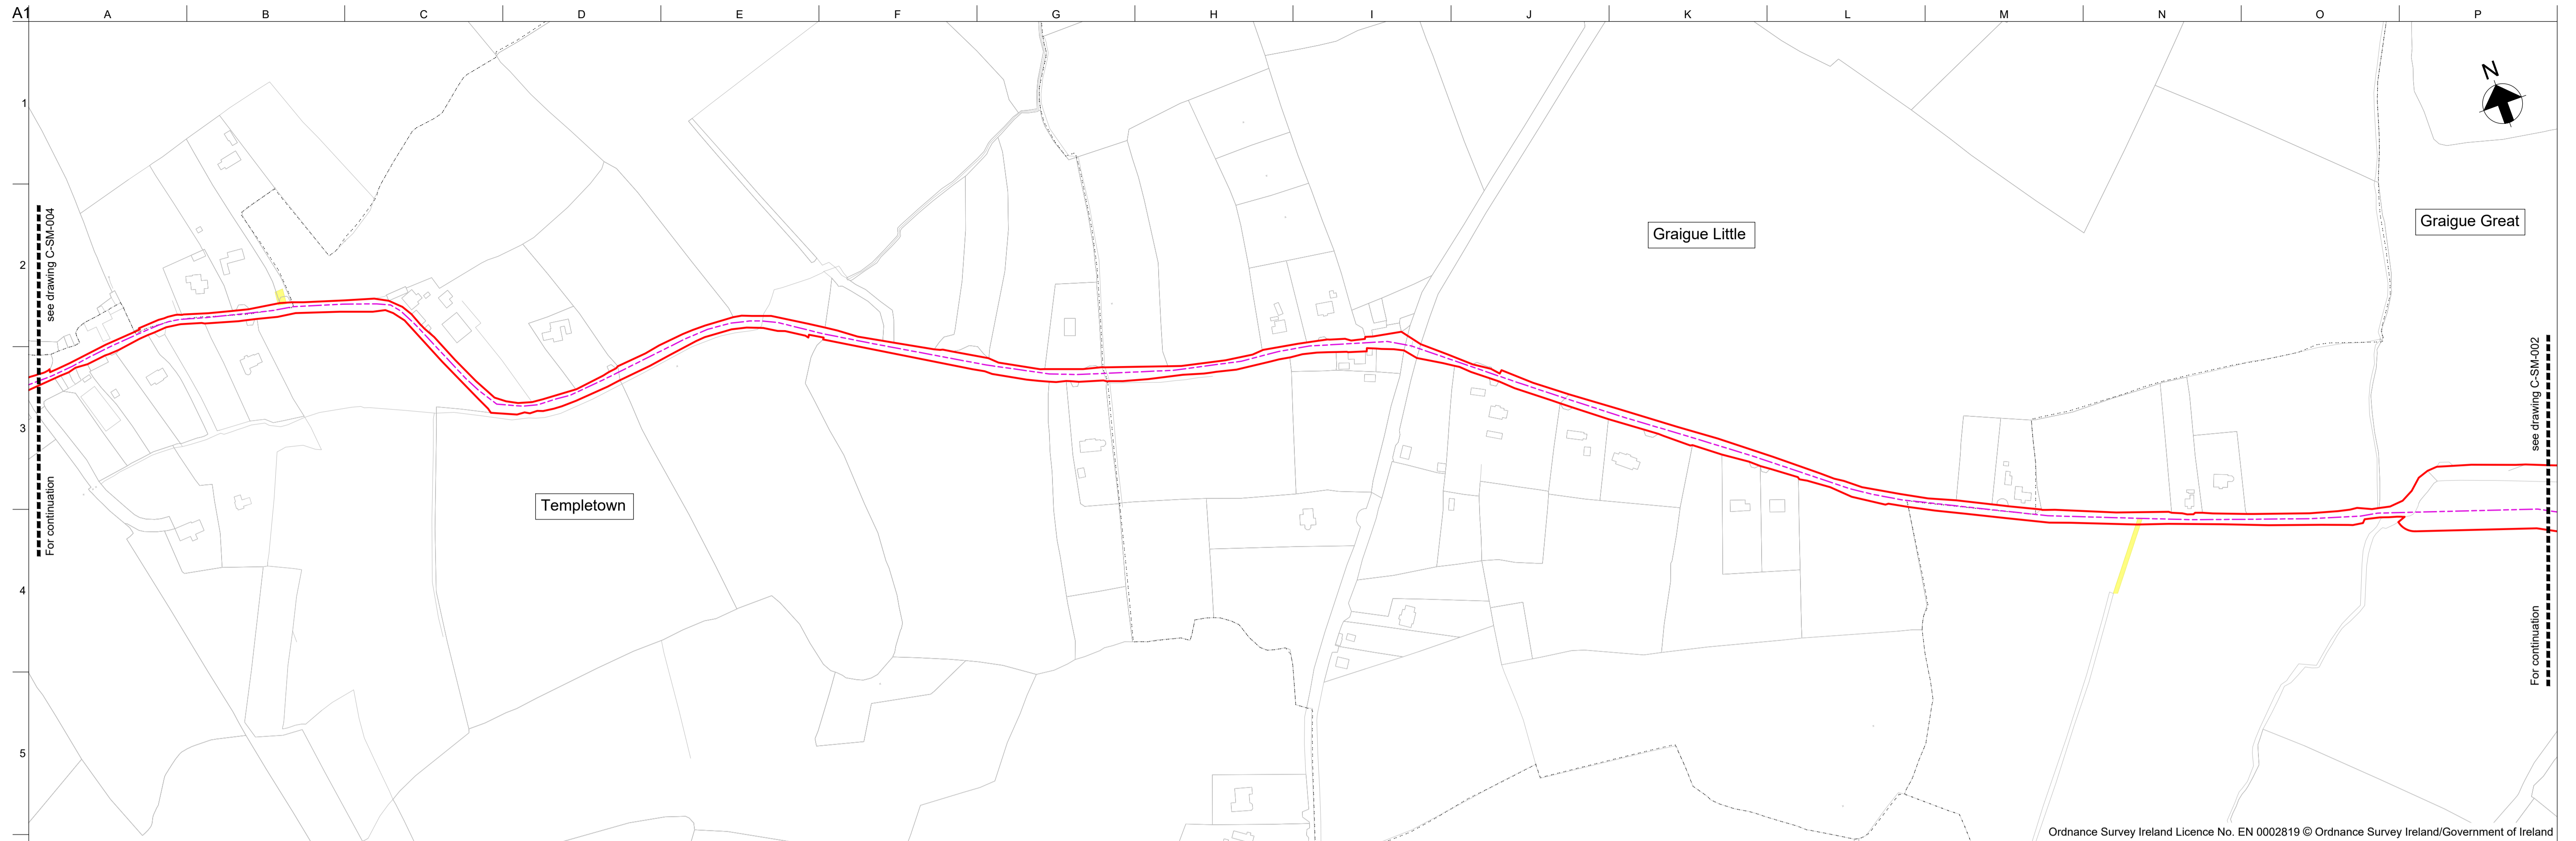 A1
A B C D E F G H I J K L M N O P
1
2
3
4
5
N
see drawing C-SM-004
For continuation
Templetown
Graigue Little
Graigue Great
see drawing C-SM-002
For continuation
Ordnance Survey Ireland Licence No. EN 0002819 © Ordnance Survey Ireland/Government of Ireland